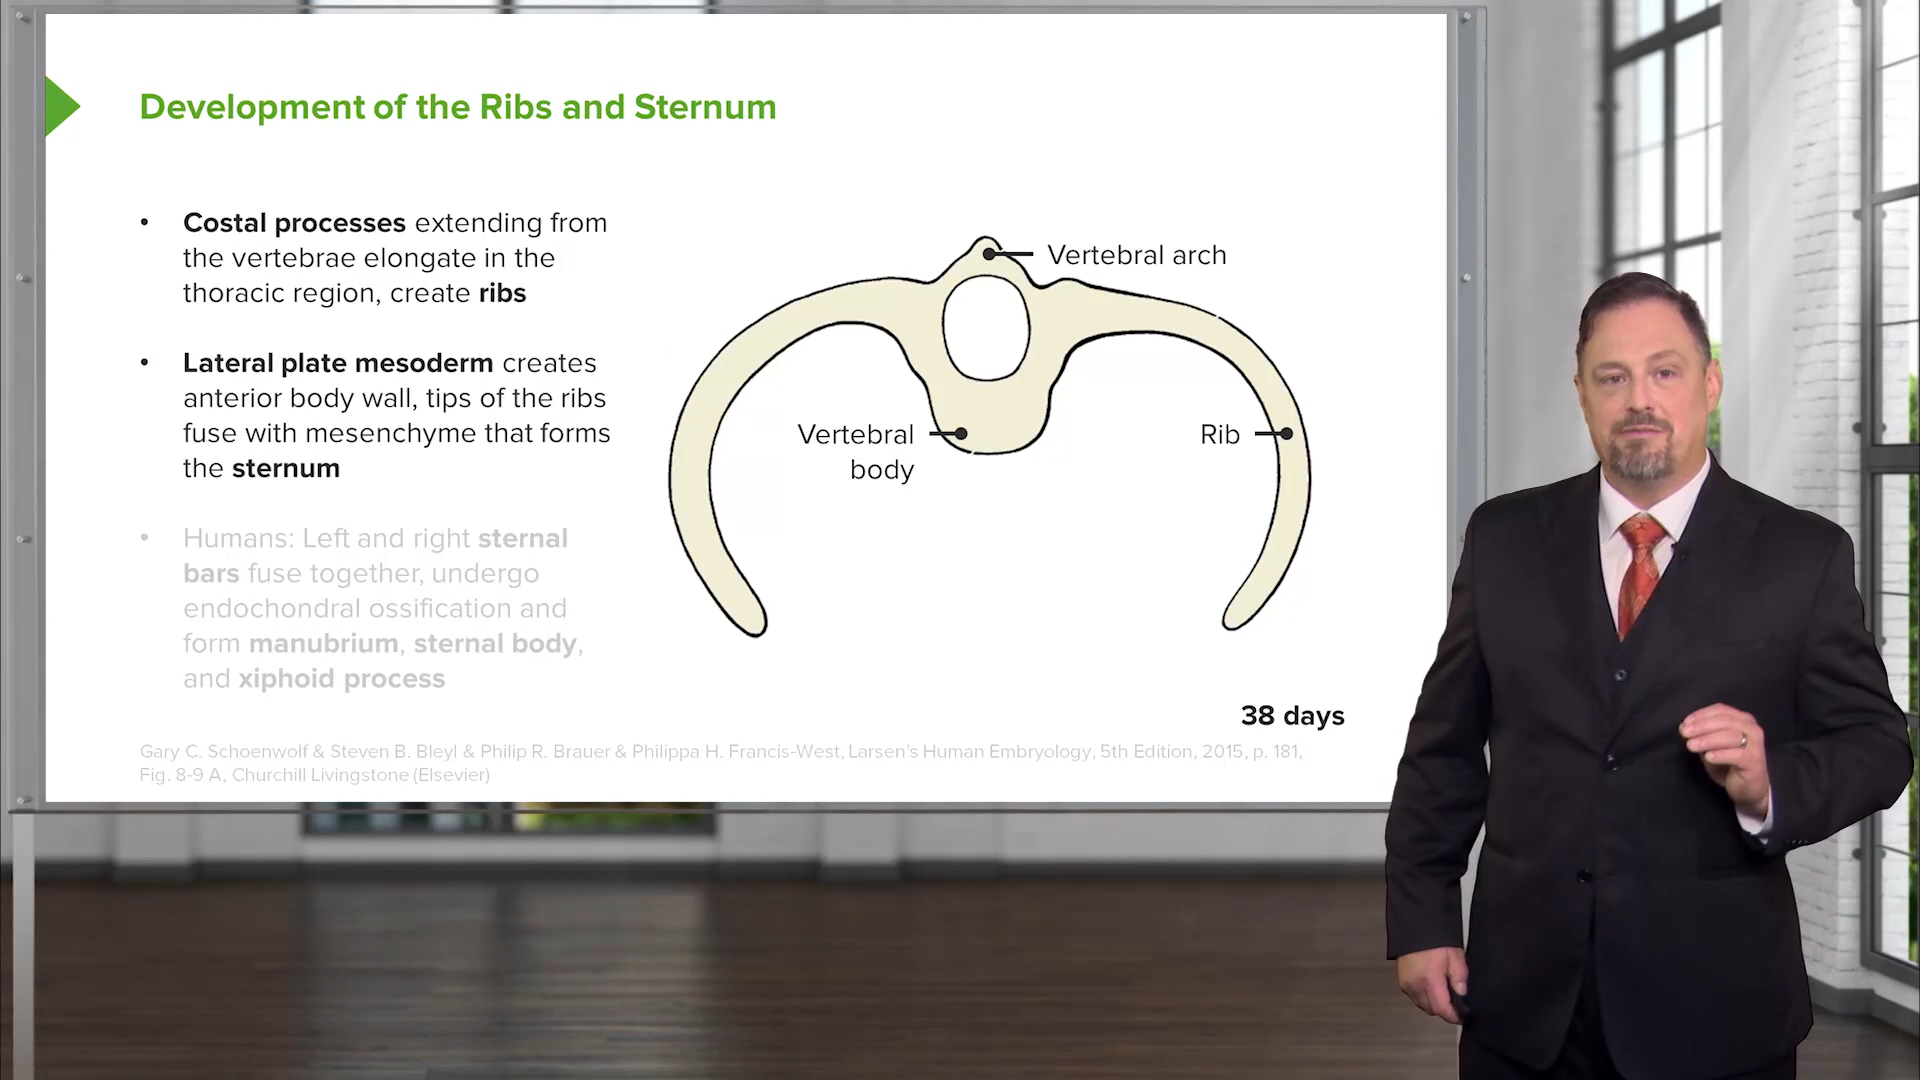 Development of the Ribs and Sternum
• Costal processes extending from
the vertebrae elongate in the
thoracic region, create ribs
• Lateral plate mesoderm creates
anterior body wall, tips of the ribs
fuse with mesenchyme that forms
the sternum
• Humans: Left and right sternal
bars fuse together, undergo
endochondral ossification and
form manubrium, sternal body,
and xiphoid process
Vertebral arch
Vertebral
body
Rib
38 days
Gary C. Schoenwolf & Steven B. Bleyl & Philip R. Brauer & Philippa H. Francis-West, Larsen's Human Embryology, 5th Edition, 2015, p. 181,
Fig. 8-9 A, Churchill Livingstone (Elsevier)